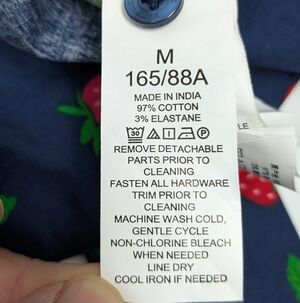 M
165/88A
MADE IN INDIA
97% COTTON
3% ELASTANE
30
REMOVE DETACHABLE
PARTS PRIOR TO
CLEANING
FASTEN ALL HARDWARE
TRIM PRIOR TO
CLEANING
MACHINE WASH COLD,
GENTLE CYCLE
NON-CHLORINE BLEACH
WHEN NEEDED
LINE DRY
COOL IRON IF NEEDED
LE